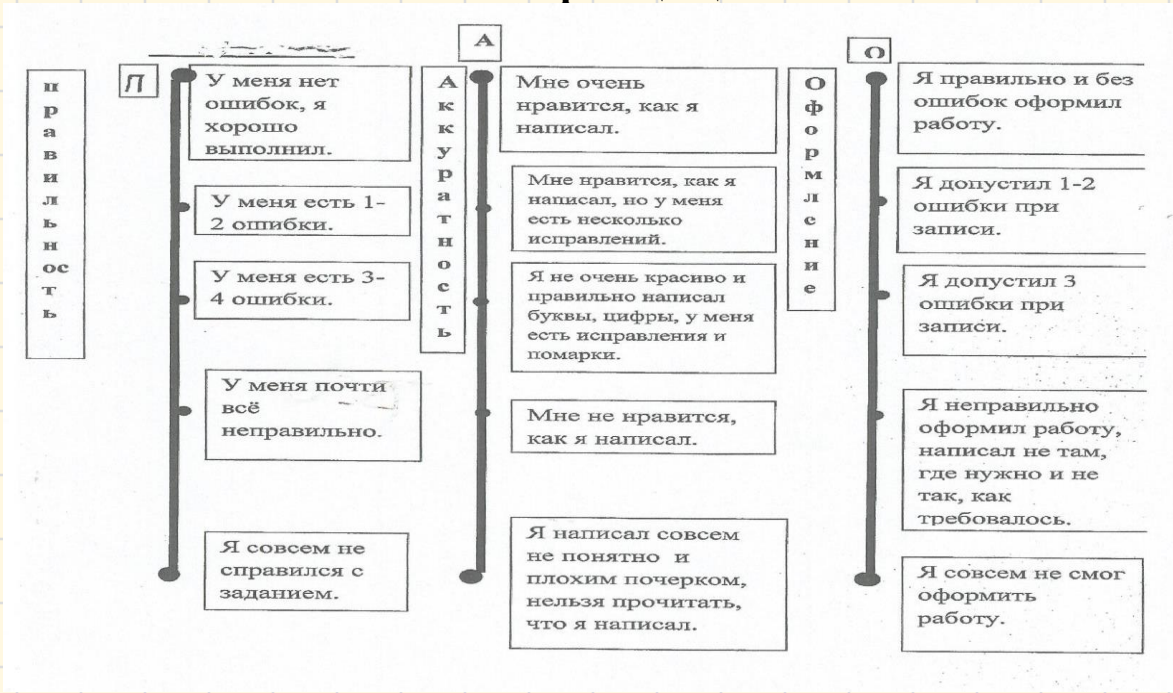 правильность
П
У меня нет
ошибок, я
хорошо
выполнил.
У меня есть 1-
2 ошибки.
У меня есть 3-
4 ошибки.
У меня почти
всё
неправильно.
Я совсем не
справился с
заданием.
А
Аккуратность
Мне очень
нравится, как я
написал.
Мне нравится, как я
написал, но у меня
есть несколько
исправлений.
Я не очень красиво и
правильно написал
буквы, цифры, у меня
есть исправления и
помарки.
Мне не нравится,
как я написал.
Я написал совсем
не понятно и
плохим почерком,
нельзя прочитать,
что я написал.
О
Оформление
Я правильно и без
ошибок оформил
работу.
Я допустил 1-2
ошибки при
записи.
Я допустил 3
ошибки при
записи.
Я неправильно
оформил работу,
написал не там,
где нужно и не
так, как
требовалось.
Я совсем не смог
оформить
работу.